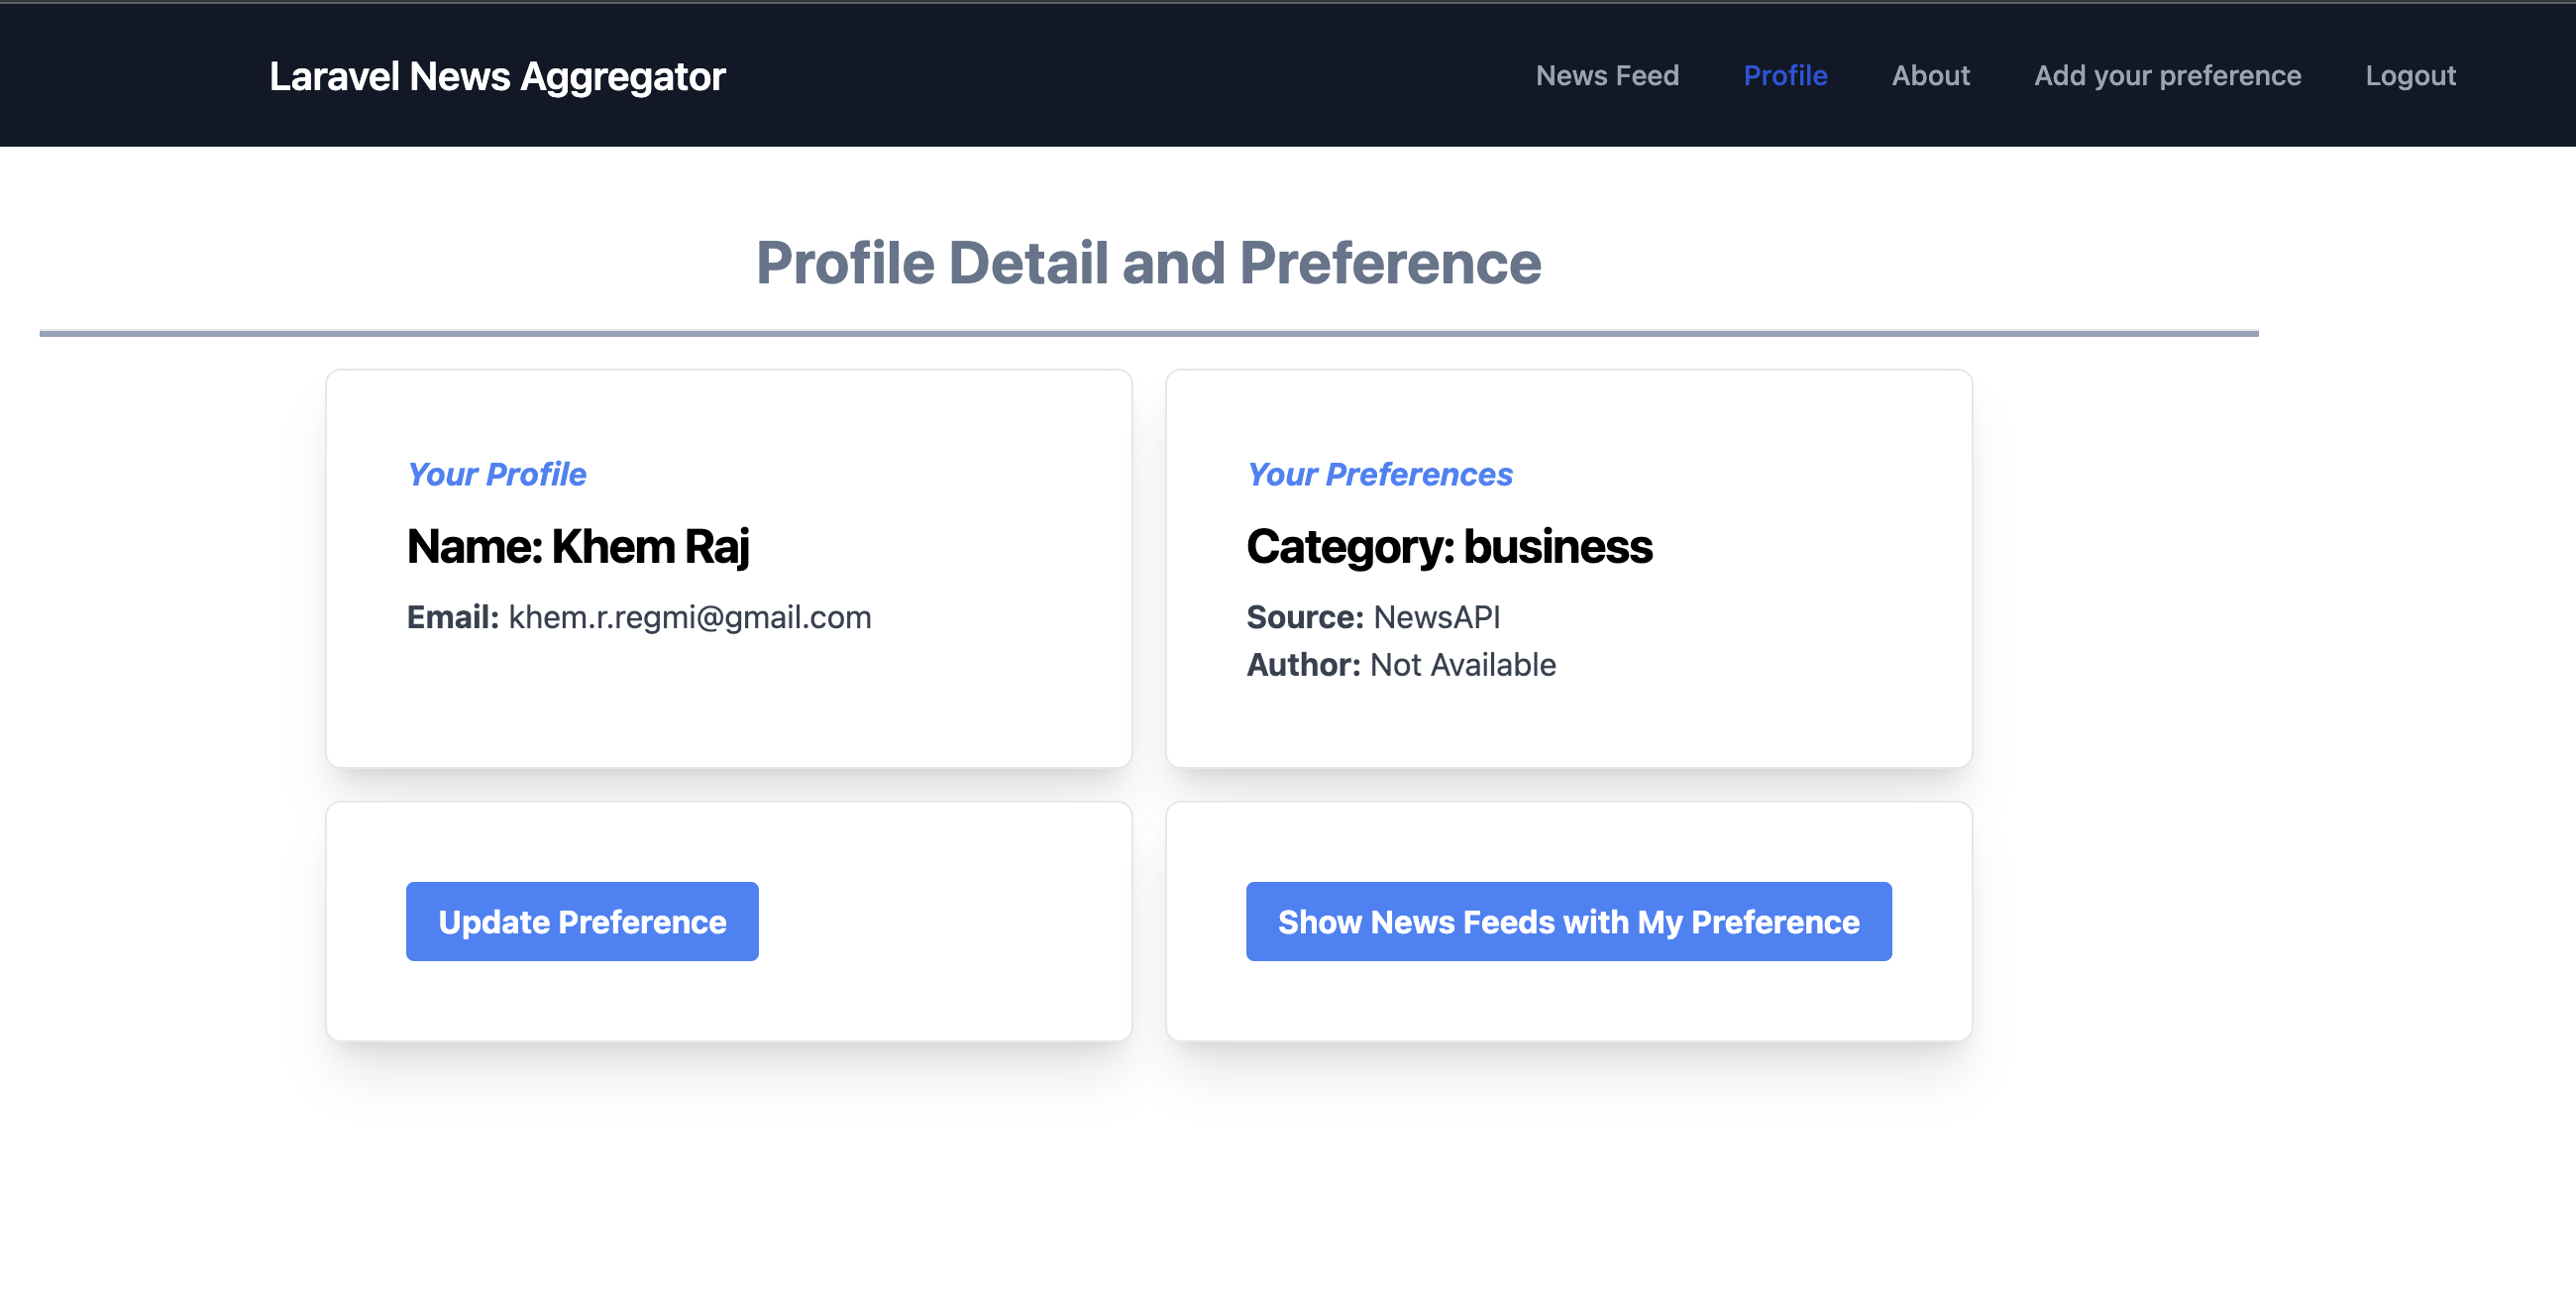 Laravel News Aggregator
News Feed Profile About Add your preference Logout
Profile Detail and Preference
Your Profile
Name: Khem Raj
Email: khem.r.regmi@gmail.com
Your Preferences
Category: business
Source: NewsAPI
Author: Not Available
Update Preference
Show News Feeds with My Preference